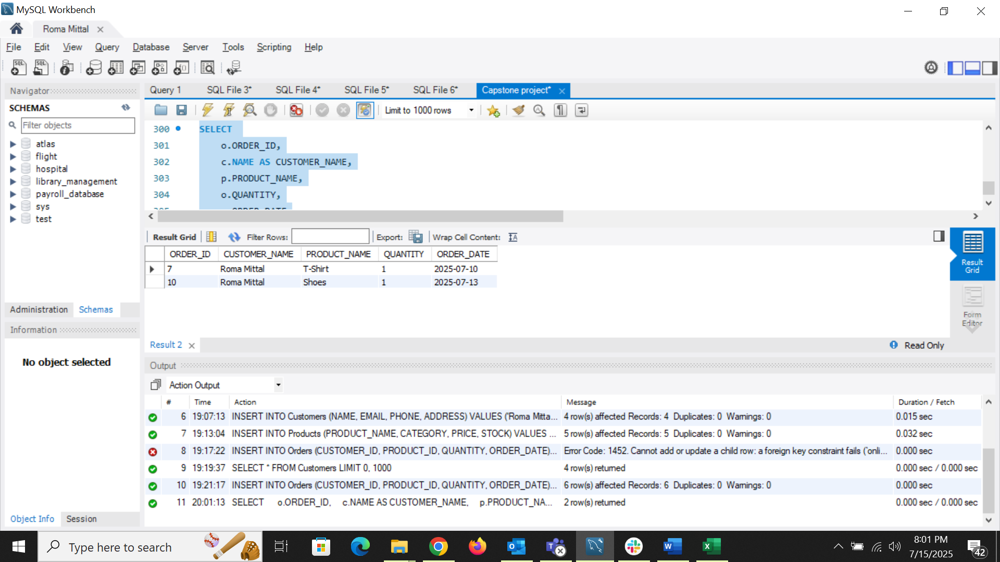 MySQL Workbench
Roma Mittal
File Edit View Query Database Server Tools Scripting Help
Navigator
SCHEMAS
Filter objects
atlas
flight
hospital
library_management
payroll_database
sys
test
Administration Schemas
Information
No object selected
Object Info Session
Query 1 SQL File 3* SQL File 4* SQL File 5* SQL File 6* Capstone project*
Limit to 1000 rows
300 SELECT
301 o.ORDER_ID,
302 c.NAME AS CUSTOMER_NAME,
303 p.PRODUCT_NAME,
304 o.QUANTITY,
Result Grid Filter Rows: Export: Wrap Cell Content:
ORDER_ID CUSTOMER_NAME PRODUCT_NAME QUANTITY ORDER_DATE
7 Roma Mittal T-Shirt 1 2025-07-10
10 Roma Mittal Shoes 1 2025-07-13
Result
Grid
Form
Editor
Result 2
Read Only
Output
Action Output
# Time Action Message Duration / Fetch
6 19:07:13 INSERT INTO Customers (NAME, EMAIL, PHONE, ADDRESS) VALUES ('Roma Mitta... 4 row(s) affected Records: 4 Duplicates: 0 Warnings: 0 0.015 sec
7 19:13:04 INSERT INTO Products (PRODUCT_NAME, CATEGORY, PRICE, STOCK) VALUES ... 5 row(s) affected Records: 5 Duplicates: 0 Warnings: 0 0.032 sec
8 19:17:22 INSERT INTO Orders (CUSTOMER_ID, PRODUCT_ID, QUANTITY, ORDER_DATE)... Error Code: 1452. Cannot add or update a child row: a foreign key constraint fails (`onli... 0.000 sec
9 19:19:37 SELECT * FROM Customers LIMIT 0, 1000 4 row(s) returned 0.000 sec / 0.000 sec
10 19:21:17 INSERT INTO Orders (CUSTOMER_ID, PRODUCT_ID, QUANTITY, ORDER_DATE)... 6 row(s) affected Records: 6 Duplicates: 0 Warnings: 0 0.000 sec
11 20:01:13 SELECT o.ORDER_ID, c.NAME AS CUSTOMER_NAME, p.PRODUCT_NA... 2 row(s) returned 0.000 sec / 0.000 sec
Type here to search
8:01 PM
7/15/2025
42